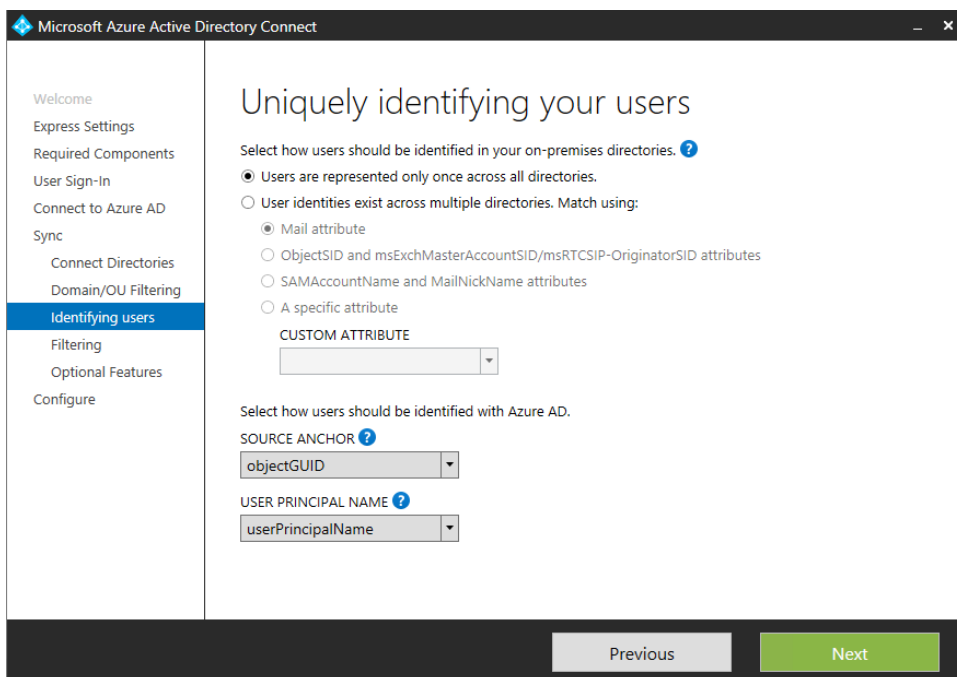 Microsoft Azure Active Directory Connect
Welcome
Express Settings
Required Components
User Sign-In
Connect to Azure AD
Sync
Connect Directories
Domain/OU Filtering
Identifying users
Filtering
Optional Features
Configure
Uniquely identifying your users
Select how users should be identified in your on-premises directories. ?
Users are represented only once across all directories.
User identities exist across multiple directories. Match using:
Mail attribute
ObjectSID and msExchMasterAccountSID/msRTCSIP-OriginatorSID attributes
SAMAccountName and MailNickName attributes
A specific attribute
CUSTOM ATTRIBUTE
Select how users should be identified with Azure AD.
SOURCE ANCHOR ?
objectGUID
USER PRINCIPAL NAME ?
userPrincipalName
Previous
Next